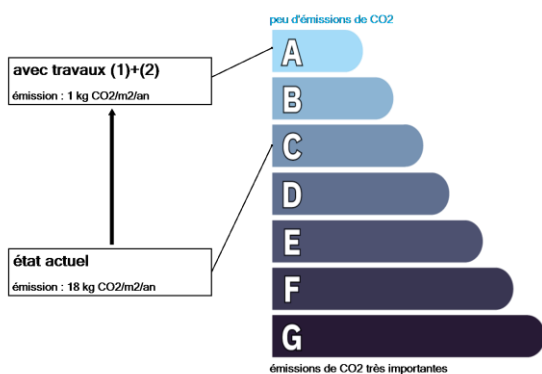 peu d'émissions de CO2
A
avec travaux (1)+(2)
émission : 1 kg CO2/m2/an
B
C
D
E
état actuel
émission : 18 kg CO2/m2/an
F
G
émissions de CO2 très importantes